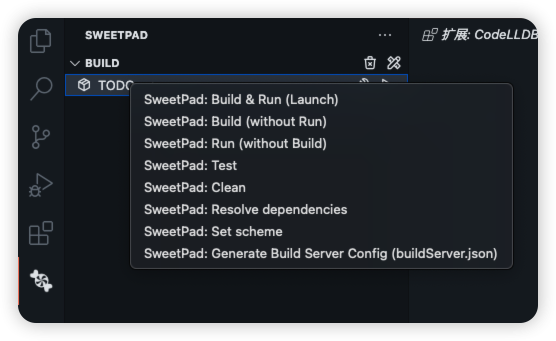 SWEETPAD
扩展: CodeLLDB
BUILD
TODO
SweetPad: Build & Run (Launch)
SweetPad: Build (without Run)
SweetPad: Run (without Build)
SweetPad: Test
SweetPad: Clean
SweetPad: Resolve dependencies
SweetPad: Set scheme
SweetPad: Generate Build Server Config (buildServer.json)